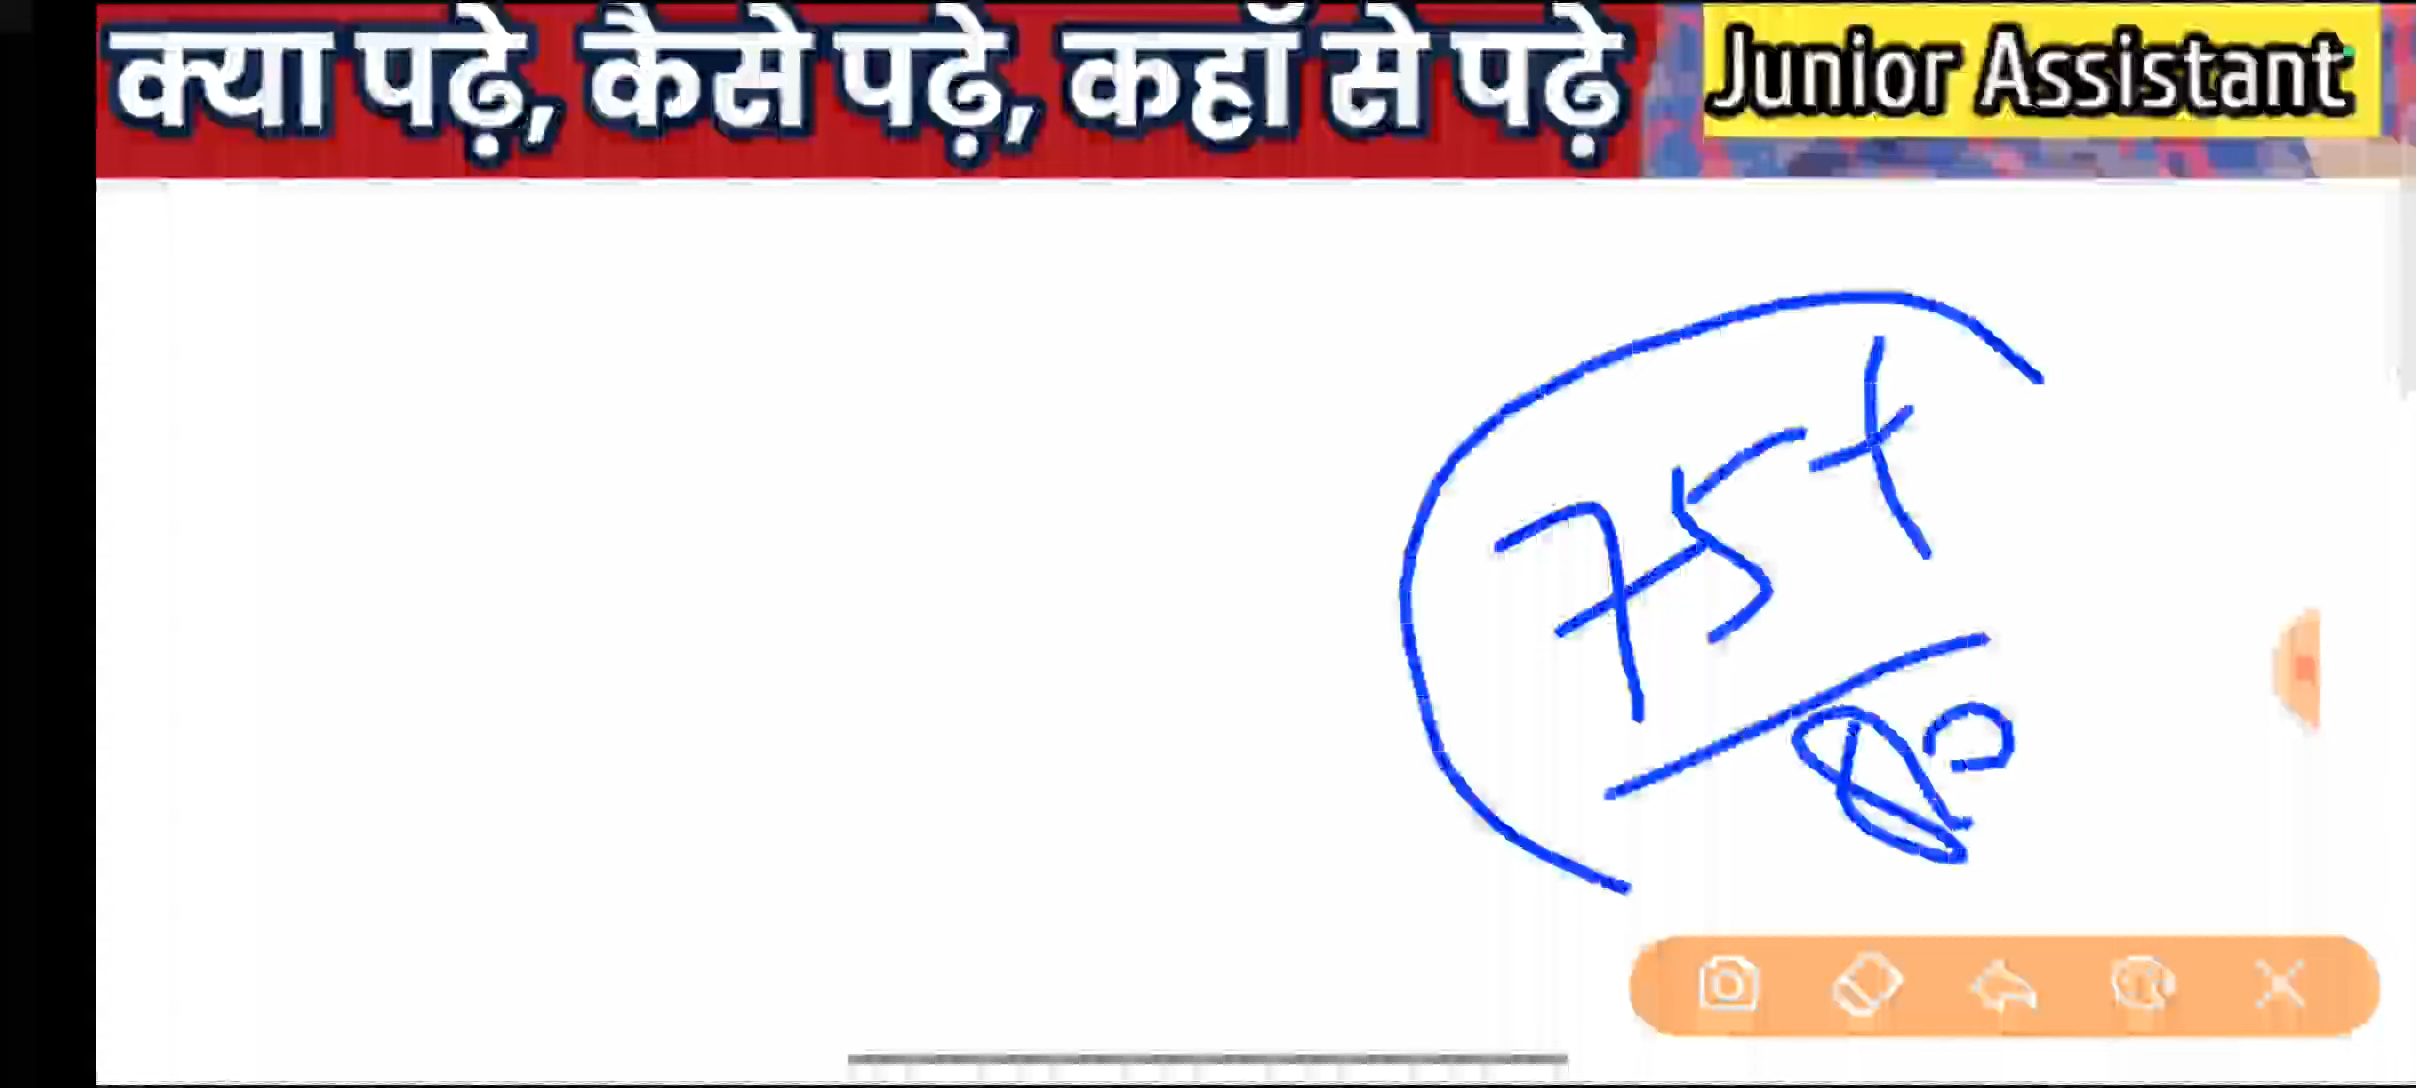 क्या पढ़े, कैसे पढ़े, कहाँ से पढ़े
Junior Assistant
75+
80